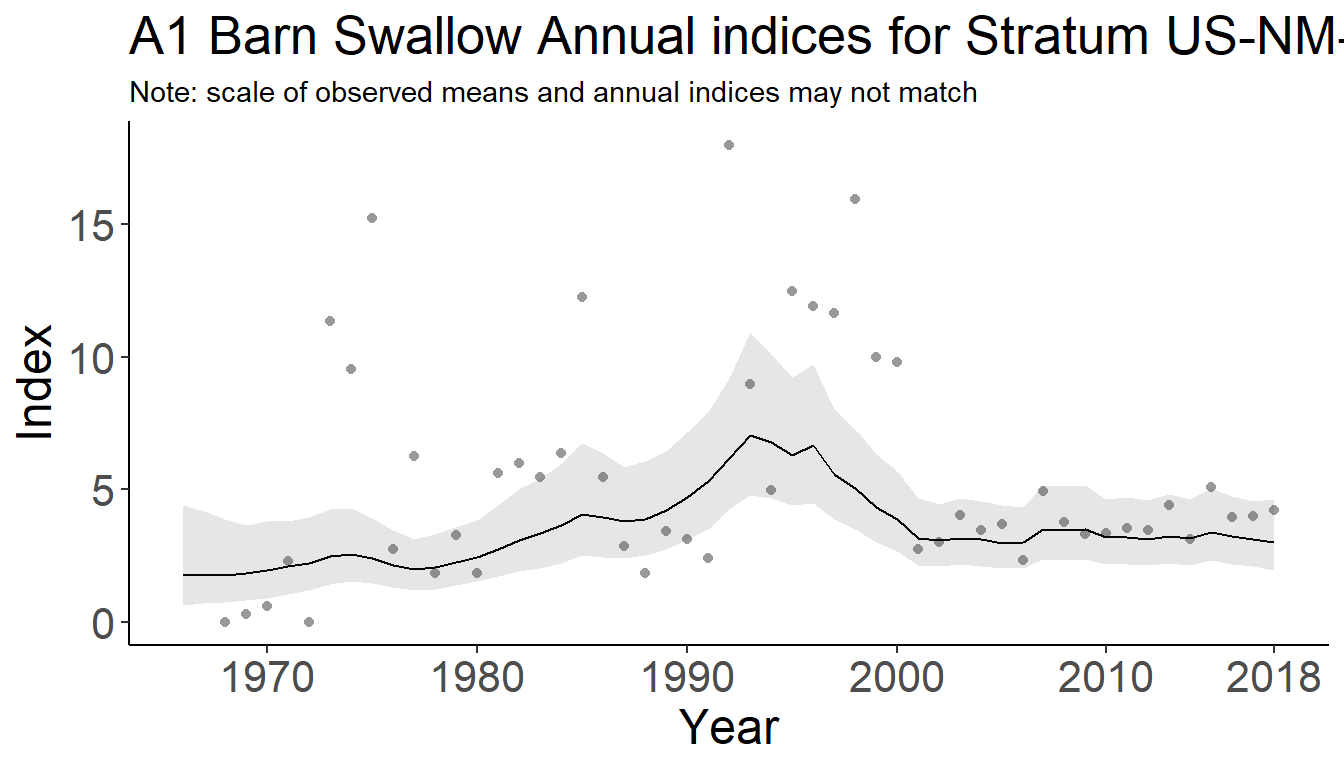 A1 Barn Swallow Annual indices for Stratum US-NM-
Note: scale of observed means and annual indices may not match
15
10
5
0
Index
1970 1980 1990 2000 2010 2018
Year